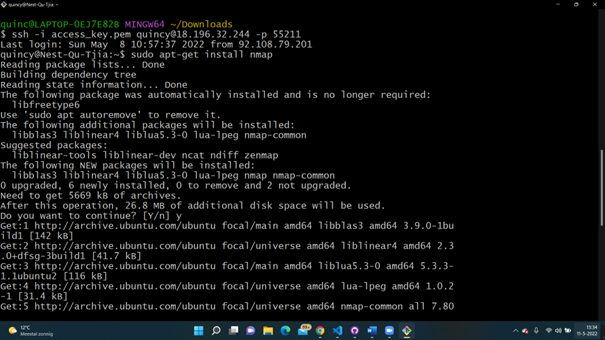 quincy@Nest-Qu-Tjia: ~
quinc@LAPTOP-0EJ7E82B MINGW64 ~/Downloads
$ ssh -i access_key.pem quincy@18.196.32.244 -p 55211
Last login: Sun May  8 10:57:37 2022 from 92.108.79.201
quincy@Nest-Qu-Tjia:~$ sudo apt-get install nmap
Reading package lists... Done
Building dependency tree
Reading state information... Done
The following package was automatically installed and is no longer required:
  libfreetype6
Use 'sudo apt autoremove' to remove it.
The following additional packages will be installed:
  libblas3 liblinear4 liblua5.3-0 lua-lpeg nmap-common
Suggested packages:
  liblinear-tools liblinear-dev ncat ndiff zenmap
The following NEW packages will be installed:
  libblas3 liblinear4 liblua5.3-0 lua-lpeg nmap nmap-common
0 upgraded, 6 newly installed, 0 to remove and 2 not upgraded.
Need to get 5669 kB of archives.
After this operation, 26.8 MB of additional disk space will be used.
Do you want to continue? [Y/n] y
Get:1 http://archive.ubuntu.com/ubuntu focal/main amd64 libblas3 amd64 3.9.0-1bu
ild1 [142 kB]
Get:2 http://archive.ubuntu.com/ubuntu focal/universe amd64 liblinear4 amd64 2.3
.0+dfsg-3build1 [41.7 kB]
Get:3 http://archive.ubuntu.com/ubuntu focal/main amd64 liblua5.3-0 amd64 5.3.3-
1.1ubuntu2 [116 kB]
Get:4 http://archive.ubuntu.com/ubuntu focal/universe amd64 lua-lpeg amd64 1.0.2
-1 [31.4 kB]
Get:5 http://archive.ubuntu.com/ubuntu focal/universe amd64 nmap-common all 7.80
12°C
Meestal zonnig
99+
13:34
11-5-2022